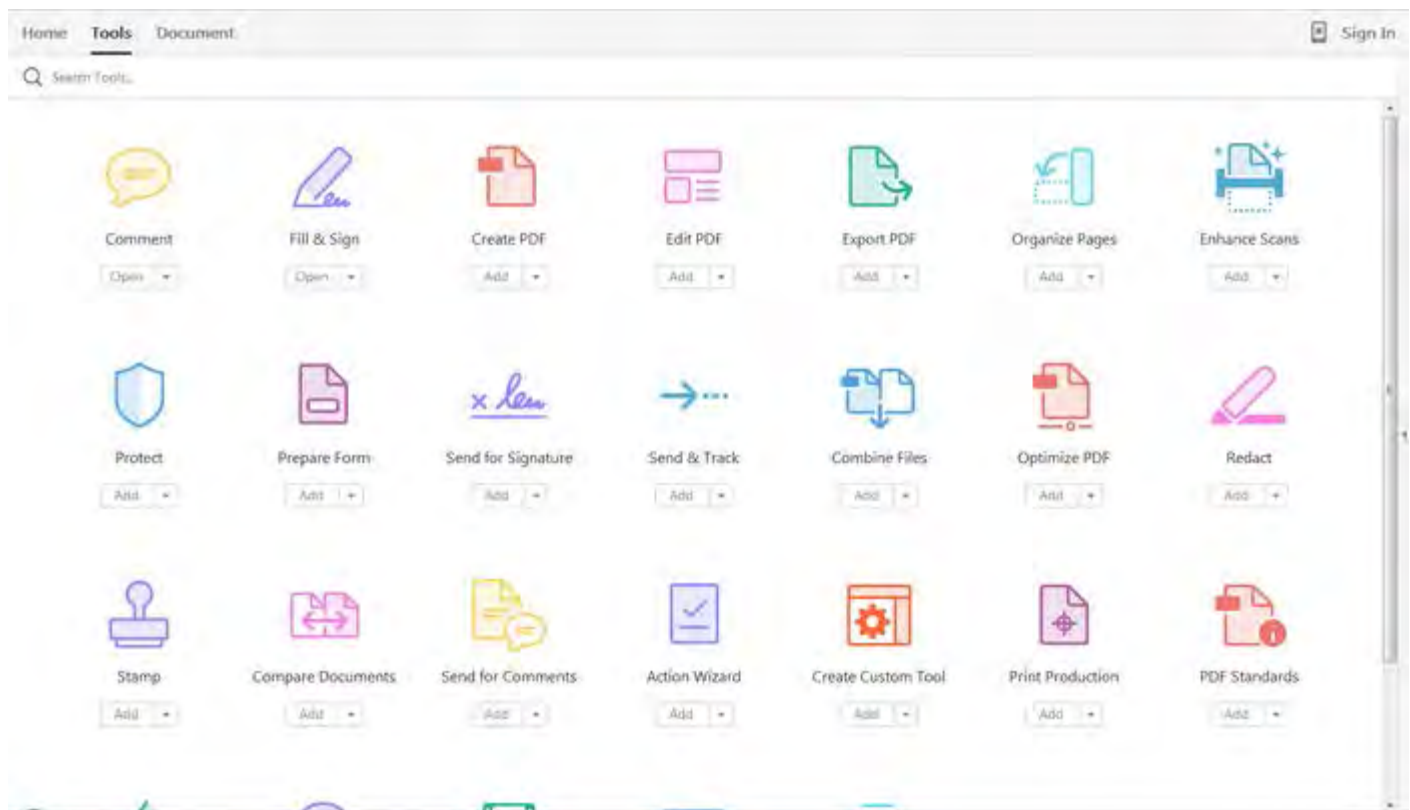 Home Tools Document Sign In
Search Tools...
Comment Fill & Sign Create PDF Edit PDF Export PDF Organize Pages Enhance Scans
Open Open Add Add Add Add Add
Protect Prepare Form Send for Signature Send & Track Combine Files Optimize PDF Redact
Add Add Add Add Add Add Add
Stamp Compare Documents Send for Comments Action Wizard Create Custom Tool Print Production PDF Standards
Add Add Add Add Add Add Add